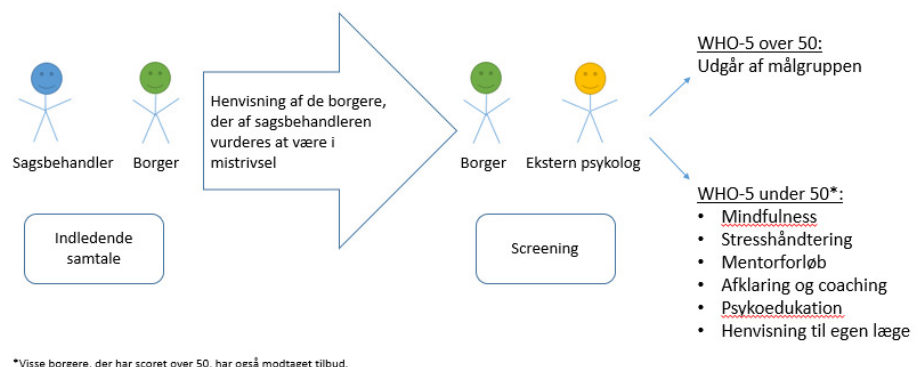 Sagsbehandler
Borger
Indledende
samtale
Henvisning af de borgere,
der af sagsbehandleren
vurderes at være i
mistrivsel
Borger
Ekstern psykolog
Screening
WHO-5 over 50:
Udgår af målgruppen
WHO-5 under 50*:
• Mindfulness
• Stresshåndtering
• Mentorforløb
• Afklaring og coaching
• Psykoedukation
• Henvisning til egen læge
*Visse borgere, der har scoret over 50, har også modtaget tilbud.